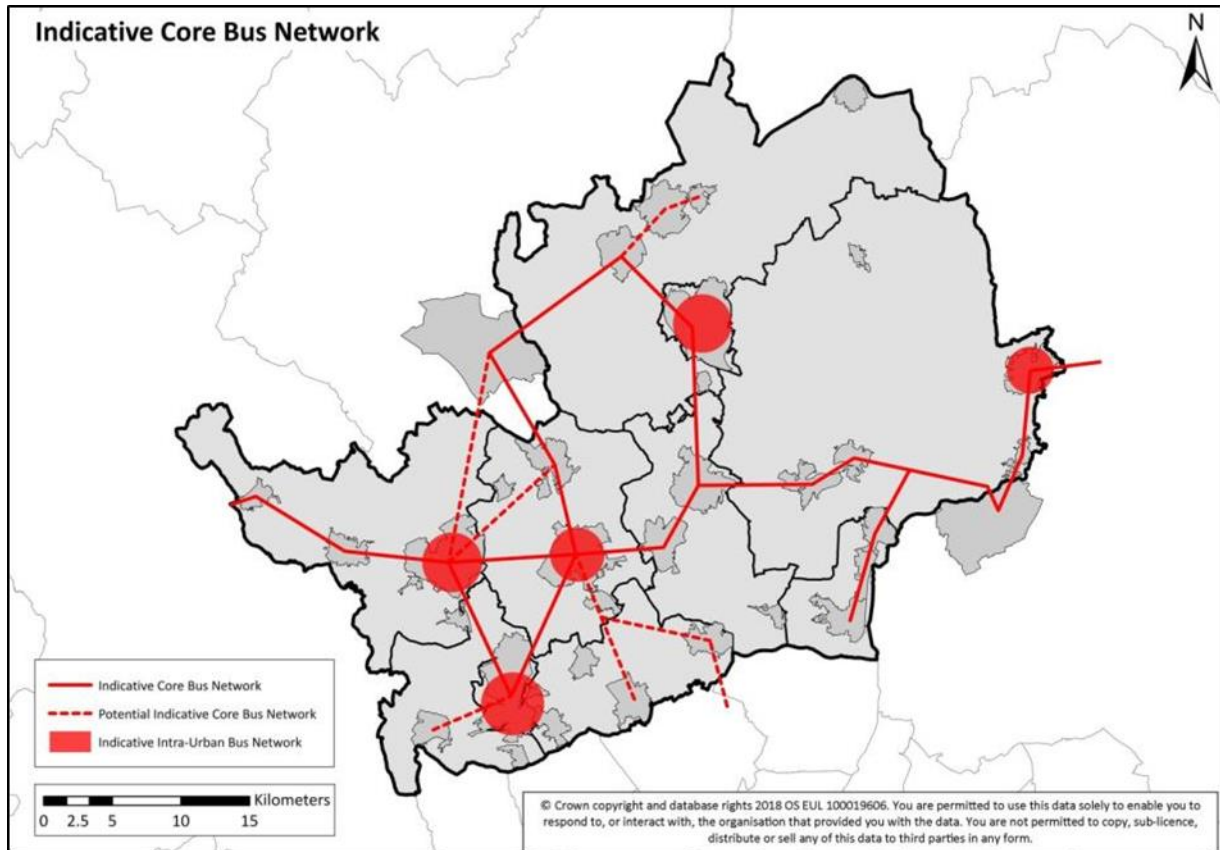 Indicative Core Bus Network
N
Indicative Core Bus Network
Potential Indicative Core Bus Network
Indicative Intra-Urban Bus Network
Kilometers
0 2.5 5 10 15
© Crown copyright and database rights 2018 OS EUL 100019606. You are permitted to use this data solely to enable you to
respond to, or interact with, the organisation that provided you with the data. You are not permitted to copy, sub-licence,
distribute or sell any of this data to third parties in any form.